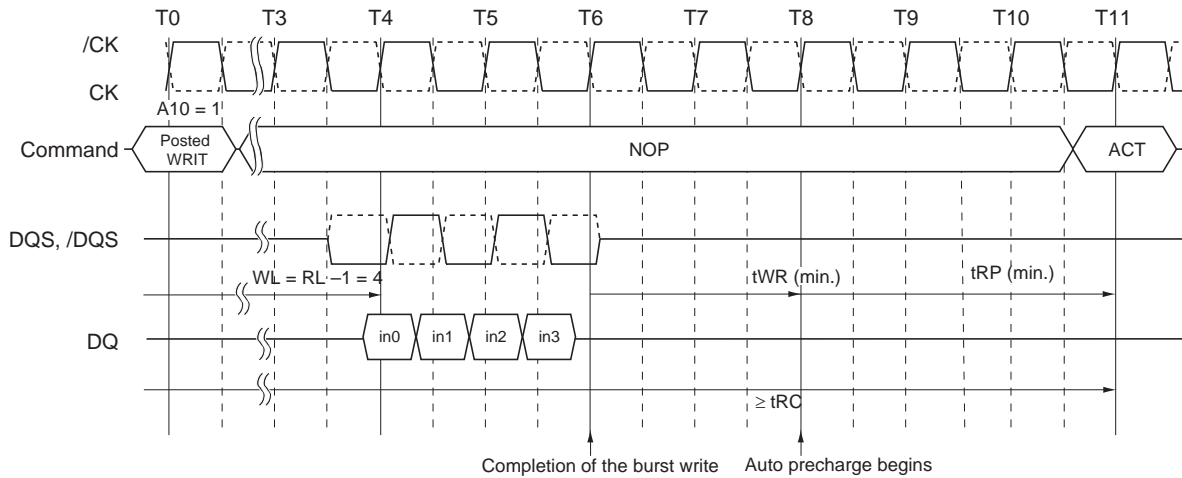 T0 T3 T4 T5 T6 T7 T8 T9 T10 T11
/CK
CK
A10 = 1
Command
Posted
WRIT
NOP
ACT
DQS, /DQS
WL = RL –1 = 4
tWR (min.)
tRP (min.)
DQ
in0 in1 in2 in3
≥ tRC
Completion of the burst write
Auto precharge begins